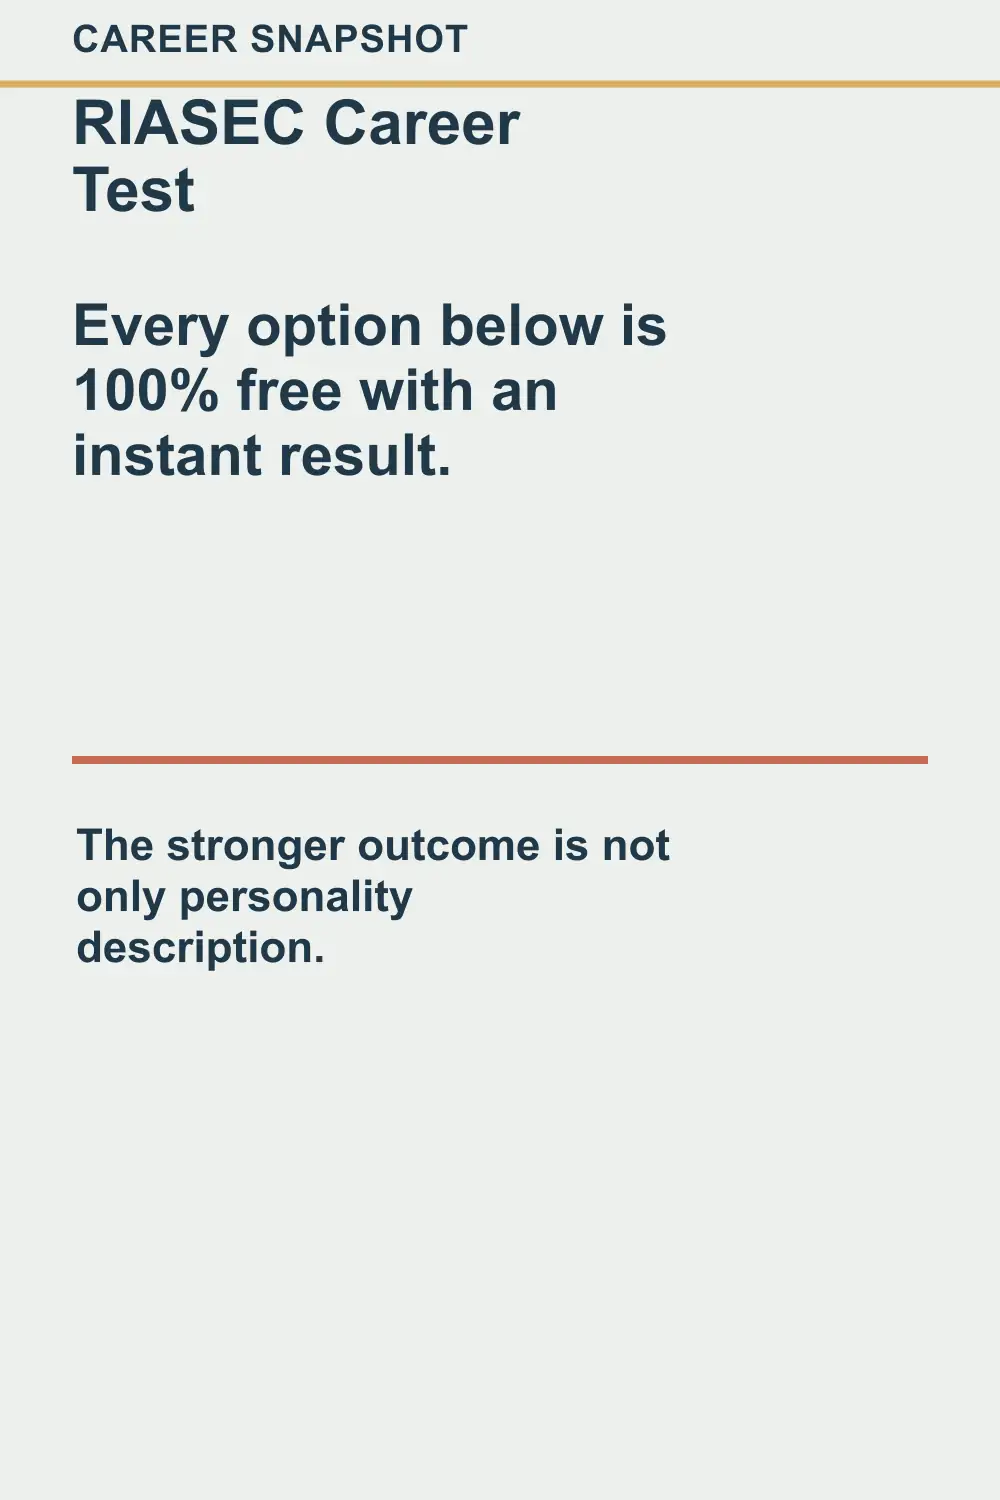 CAREER SNAPSHOT
RIASEC Career
Test
Every option below is
100% free with an
instant result.
The stronger outcome is not
only personality
description.